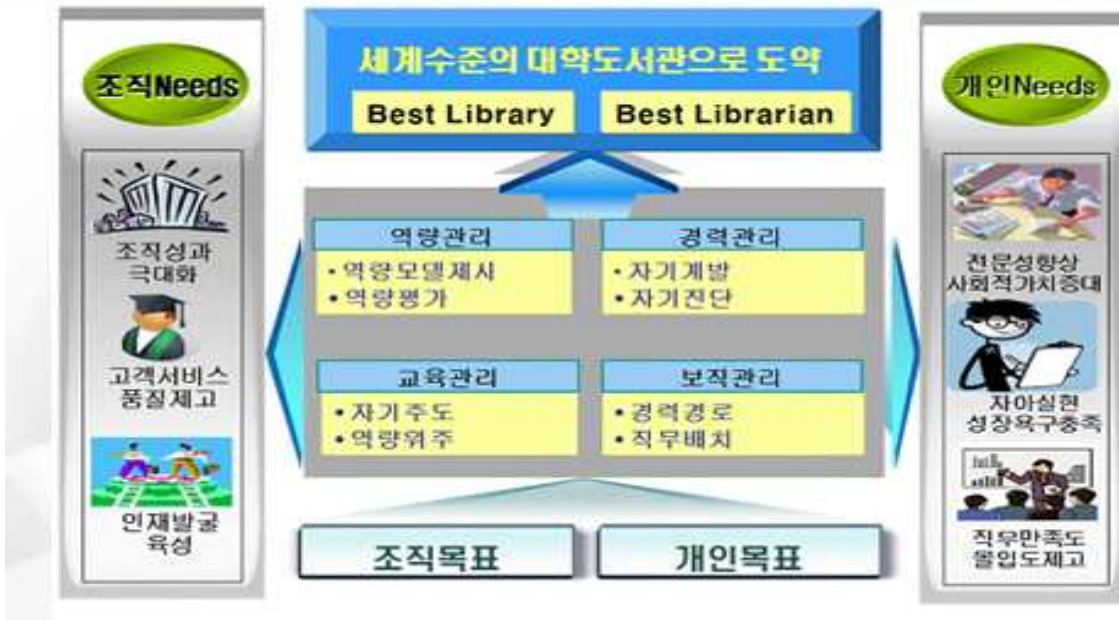 조직Needs
조직성과
극대화
고객서비스
품질제고
인재발굴
육성
세계수준의 대학도서관으로 도약
Best Library
Best Librarian
역량관리
• 역량모델제시
• 역량평가
경력관리
• 자기계발
• 자기진단
교육관리
• 자기주도
• 역량위주
보직관리
• 경력경로
• 직무배치
조직목표
개인목표
개인Needs
전문성향상
사회적가치증대
자아실현
성장욕구충족
직무만족도
몰입도제고